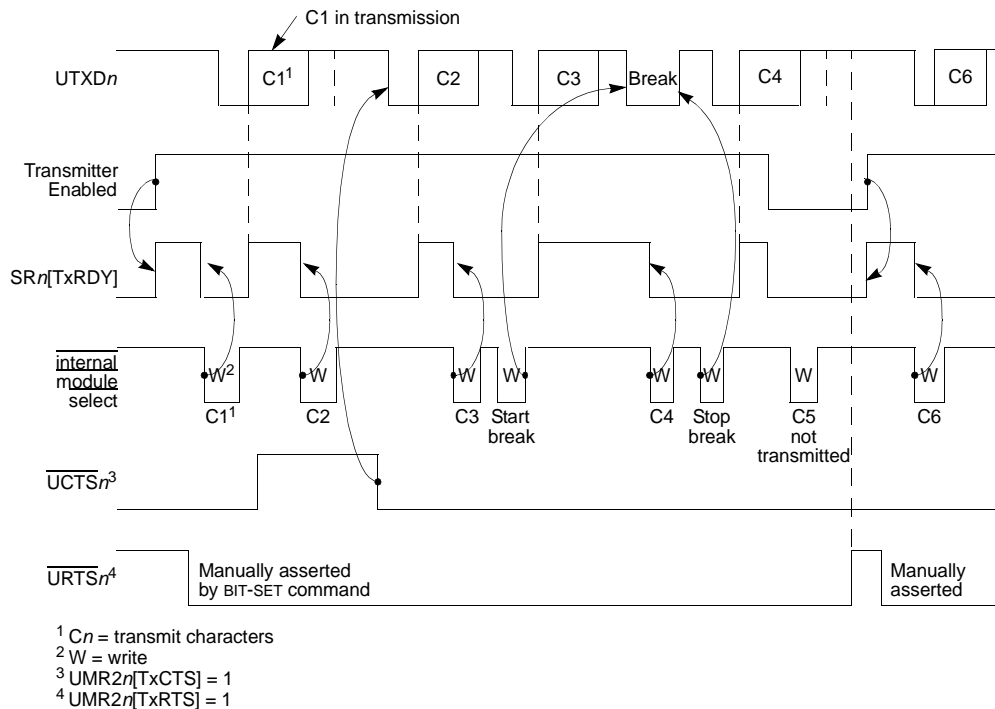 C1 in transmission
UTXDn
C1¹
C2
C3
Break
C4
C6
Transmitter
Enabled
SRn[TxRDY]
internal
module
select
W²
W
W
W
W
W
W
W
C1¹
C2
C3
Start
break
C4
Stop
break
C5
not
transmitted
C6
UCTSn³
URTSn⁴
Manually asserted
by BIT-SET command
Manually
asserted
¹ Cn = transmit characters
² W = write
³ UMR2n[TxCTS] = 1
⁴ UMR2n[TxRTS] = 1